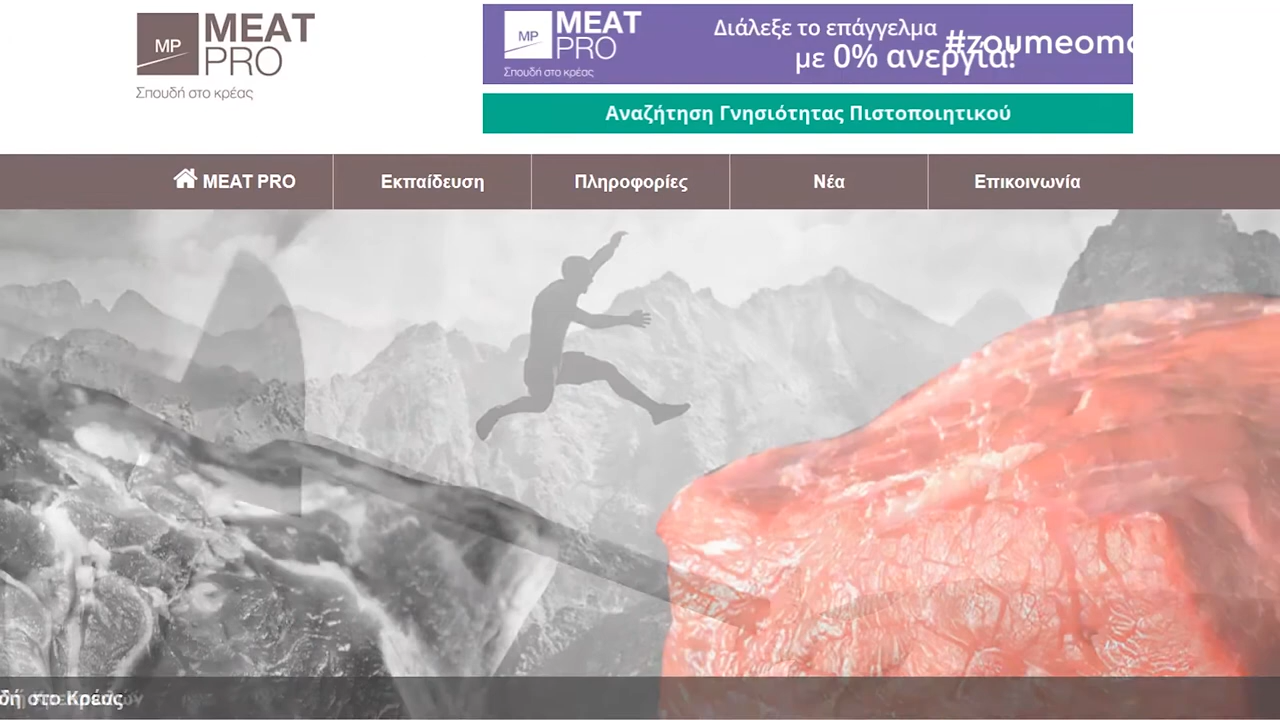 MP
MEAT
PRO
Σπουδή στο κρέας
MP
MEAT
PRO
Σπουδή στο κρέας
Διάλεξε το επάγγελμα
με 0% ανεργία!
#zoumeomo
Αναζήτηση Γνησιότητας Πιστοποιητικού
MEAT PRO
Εκπαίδευση
Πληροφορίες
Νέα
Επικοινωνία
στο Κρέας